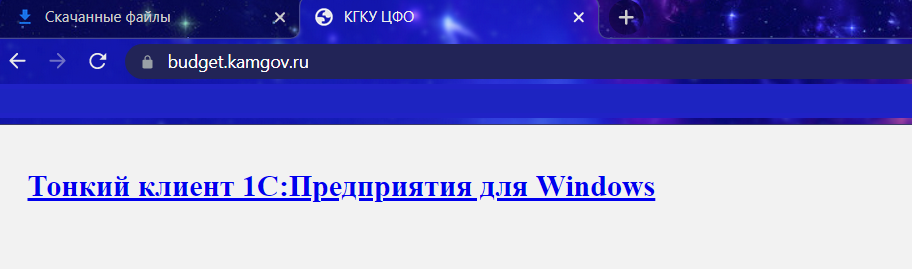 Скачанные файлы
КГКУ ЦФО
budget.kamgov.ru
Тонкий клиент 1С:Предприятия для Windows